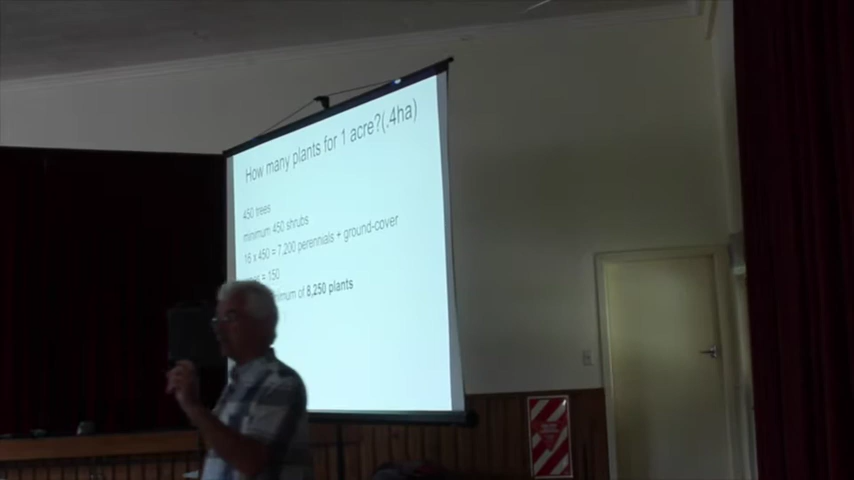 How many plants for 1 acre?(.4ha)
450 trees
minimum 450 shrubs
16 x 450 = 7,200 perennials + ground-cover
= 150
of 8,250 plants